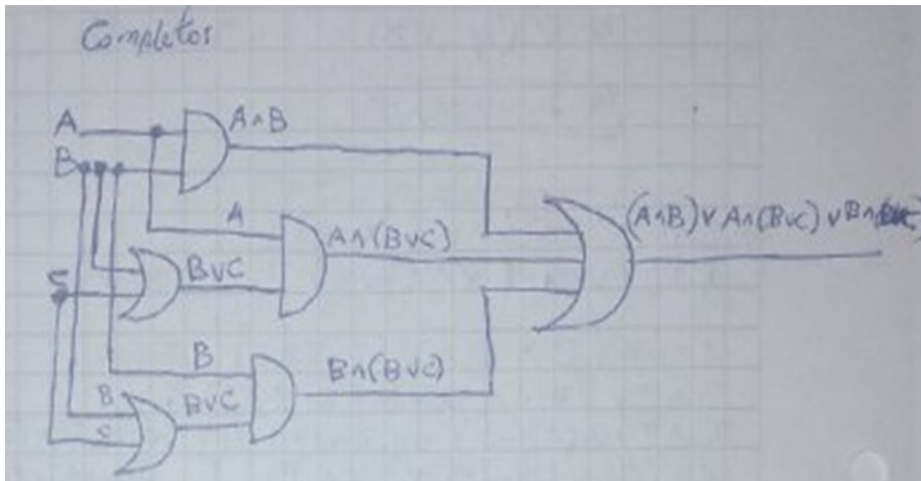 Completos
A
A∧B
B
(A∧B)∨A∧(B∨C)∨B∧
A
A∧(B∨C)
B∨C
C
B
B∧(B∨C)
B
B∨C
C